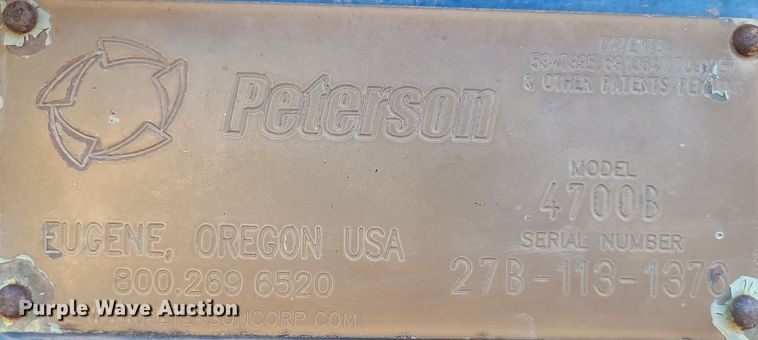 PATENTS
& OTHER PATENTS PENDING
Peterson
MODEL
4700B
EUGENE, OREGON USA
SERIAL NUMBER
800.269.6520
27B-113-1376
Purple Wave Auction